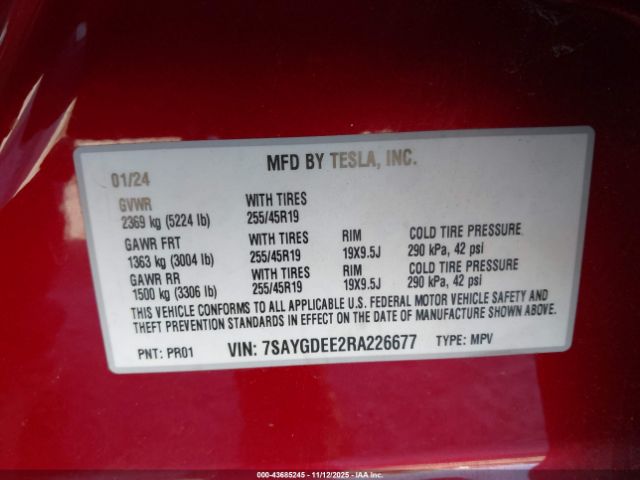 MFD BY TESLA, INC.
01/24
GVWR WITH TIRES
2369 kg (5224 lb) 255/45R19
GAWR FRT WITH TIRES RIM COLD TIRE PRESSURE
1363 kg (3004 lb) 255/45R19 19X9.5J 290 kPa, 42 psi
GAWR RR WITH TIRES RIM COLD TIRE PRESSURE
1500 kg (3306 lb) 255/45R19 19X9.5J 290 kPa, 42 psi
THIS VEHICLE CONFORMS TO ALL APPLICABLE U.S. FEDERAL MOTOR VEHICLE SAFETY AND
THEFT PREVENTION STANDARDS IN EFFECT ON THE DATE OF MANUFACTURE SHOWN ABOVE.
PNT: PR01 VIN: 7SAYGDEE2RA226677 TYPE: MPV
000-43685245 - 11/12/2025 - IAA Inc.